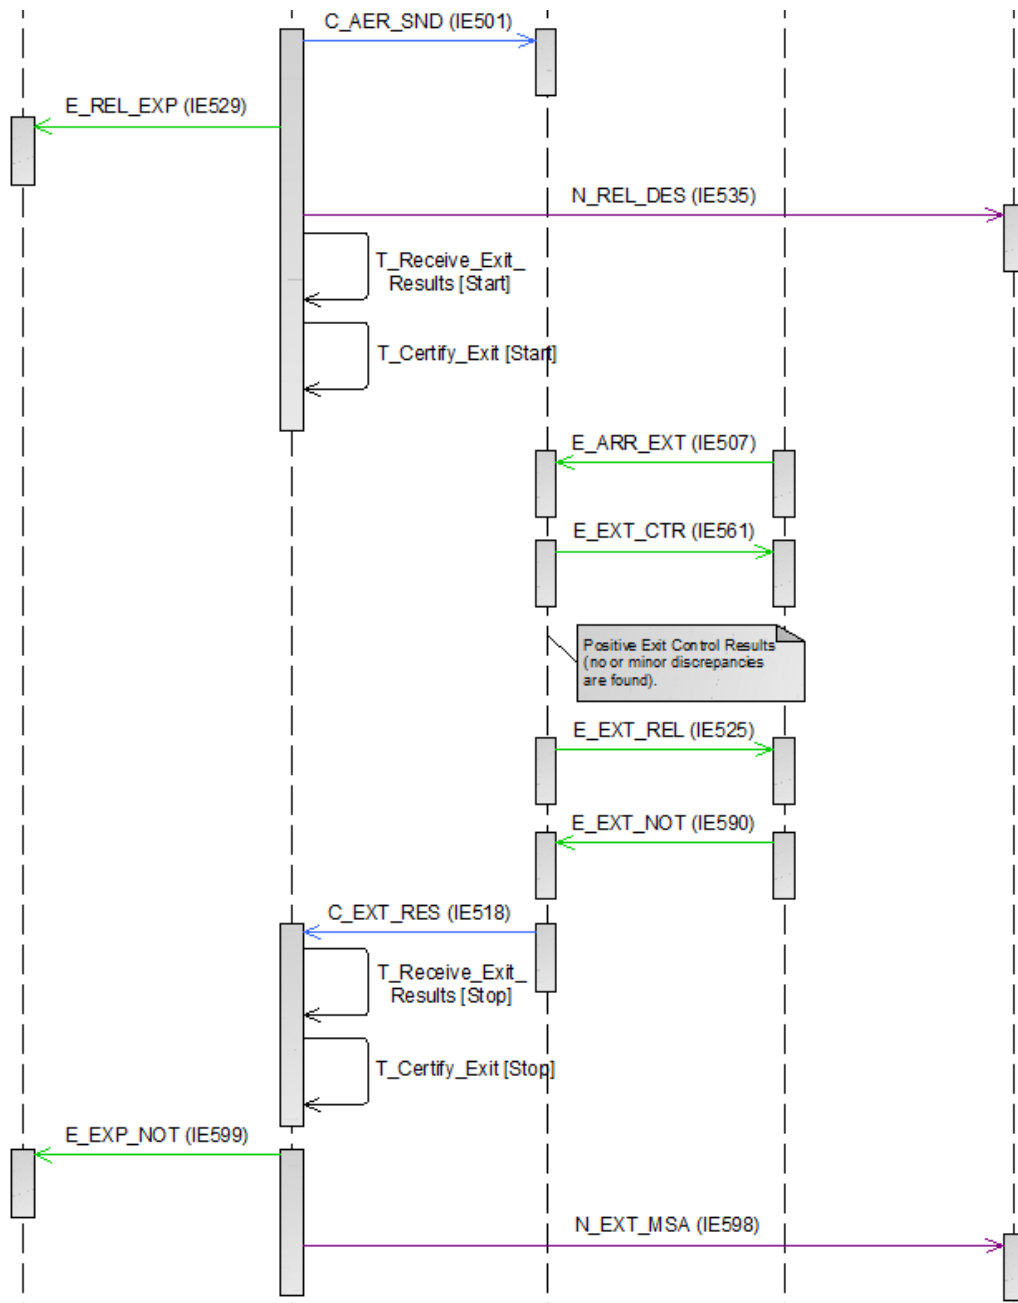 C_AER_SND (IE501)
E_REL_EXP (IE529)
N_REL_DES (IE535)
T_Receive_Exit_
Results [Start]
T_Certify_Exit [Start]
E_ARR_EXT (IE507)
E_EXT_CTR (IE561)
Positive Exit Control Results
(no or minor discrepancies
are found).
E_EXT_REL (IE525)
E_EXT_NOT (IE590)
C_EXT_RES (IE518)
T_Receive_Exit_
Results [Stop]
T_Certify_Exit [Stop]
E_EXP_NOT (IE599)
N_EXT_MSA (IE598)